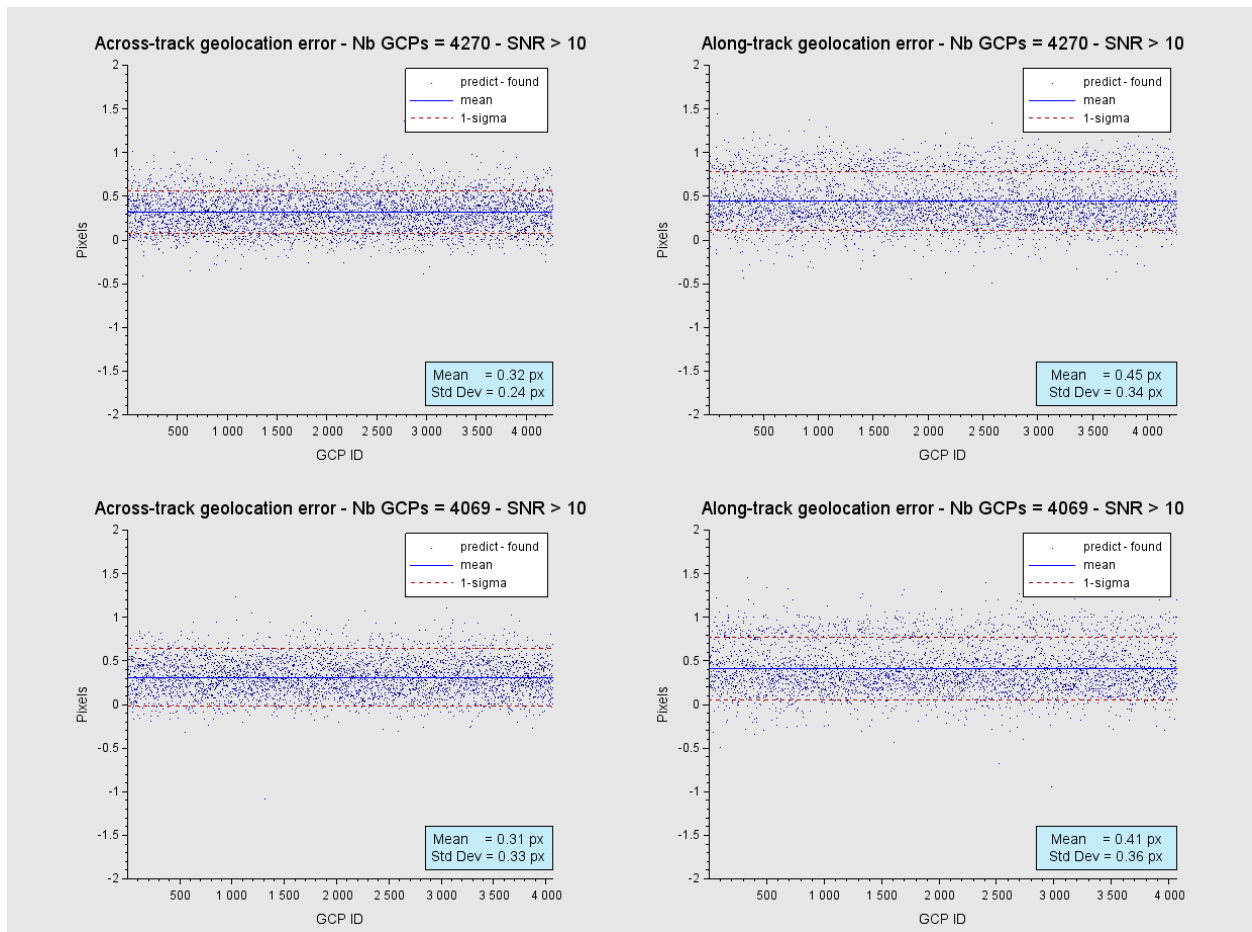 Across-track geolocation error - Nb GCPs = 4270 - SNR > 10
2
1.5
1
0.5
0
-0.5
-1
-1.5
-2
Pixels
predict - found
mean
1-sigma
Mean = 0.32 px
Std Dev = 0.24 px
500 1 000 1 500 2 000 2 500 3 000 3 500 4 000
GCP ID
Along-track geolocation error - Nb GCPs = 4270 - SNR > 10
2
1.5
1
0.5
0
-0.5
-1
-1.5
-2
Pixels
predict - found
mean
1-sigma
Mean = 0.45 px
Std Dev = 0.34 px
500 1 000 1 500 2 000 2 500 3 000 3 500 4 000
GCP ID
Across-track geolocation error - Nb GCPs = 4069 - SNR > 10
2
1.5
1
0.5
0
-0.5
-1
-1.5
-2
Pixels
predict - found
mean
1-sigma
Mean = 0.31 px
Std Dev = 0.33 px
500 1 000 1 500 2 000 2 500 3 000 3 500 4 000
GCP ID
Along-track geolocation error - Nb GCPs = 4069 - SNR > 10
2
1.5
1
0.5
0
-0.5
-1
-1.5
-2
Pixels
predict - found
mean
1-sigma
Mean = 0.41 px
Std Dev = 0.36 px
500 1 000 1 500 2 000 2 500 3 000 3 500 4 000
GCP ID